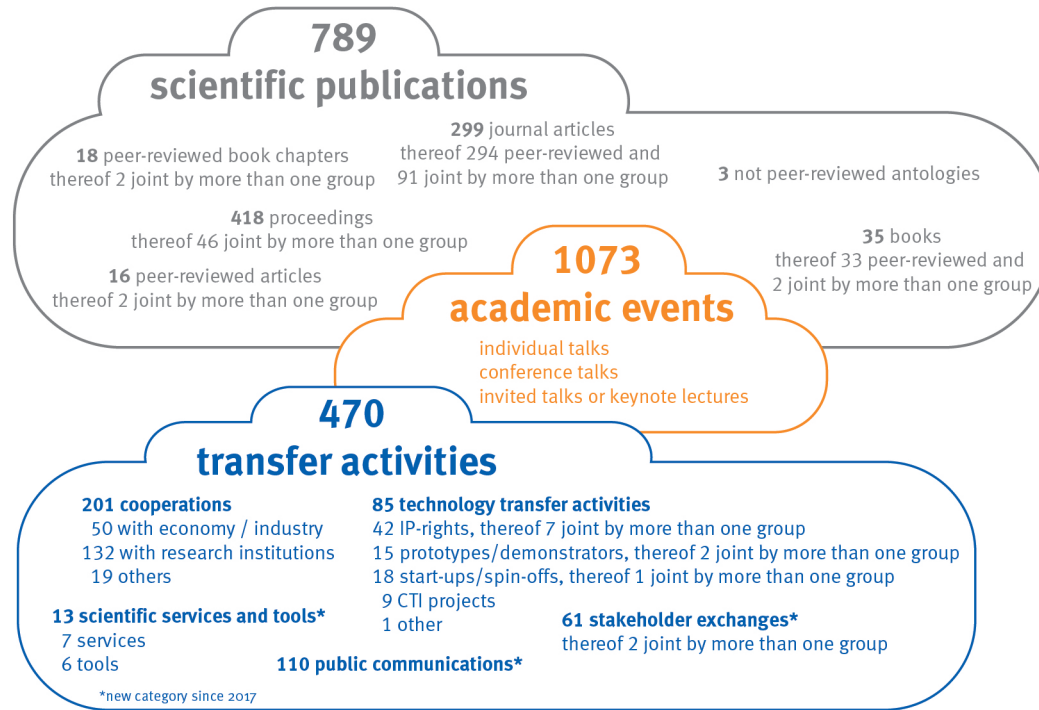 789
scientific publications
299 journal articles
thereof 294 peer-reviewed and
91 joint by more than one group
18 peer-reviewed book chapters
thereof 2 joint by more than one group
3 not peer-reviewed antologies
418 proceedings
thereof 46 joint by more than one group
16 peer-reviewed articles
thereof 2 joint by more than one group
35 books
thereof 33 peer-reviewed and
2 joint by more than one group
1073
academic events
individual talks
conference talks
invited talks or keynote lectures
470
transfer activities
201 cooperations
50 with economy / industry
132 with research institutions
19 others
85 technology transfer activities
42 IP-rights, thereof 7 joint by more than one group
15 prototypes/demonstrators, thereof 2 joint by more than one group
18 start-ups/spin-offs, thereof 1 joint by more than one group
9 CTI projects
1 other
13 scientific services and tools*
7 services
6 tools
61 stakeholder exchanges*
thereof 2 joint by more than one group
110 public communications*
*new category since 2017